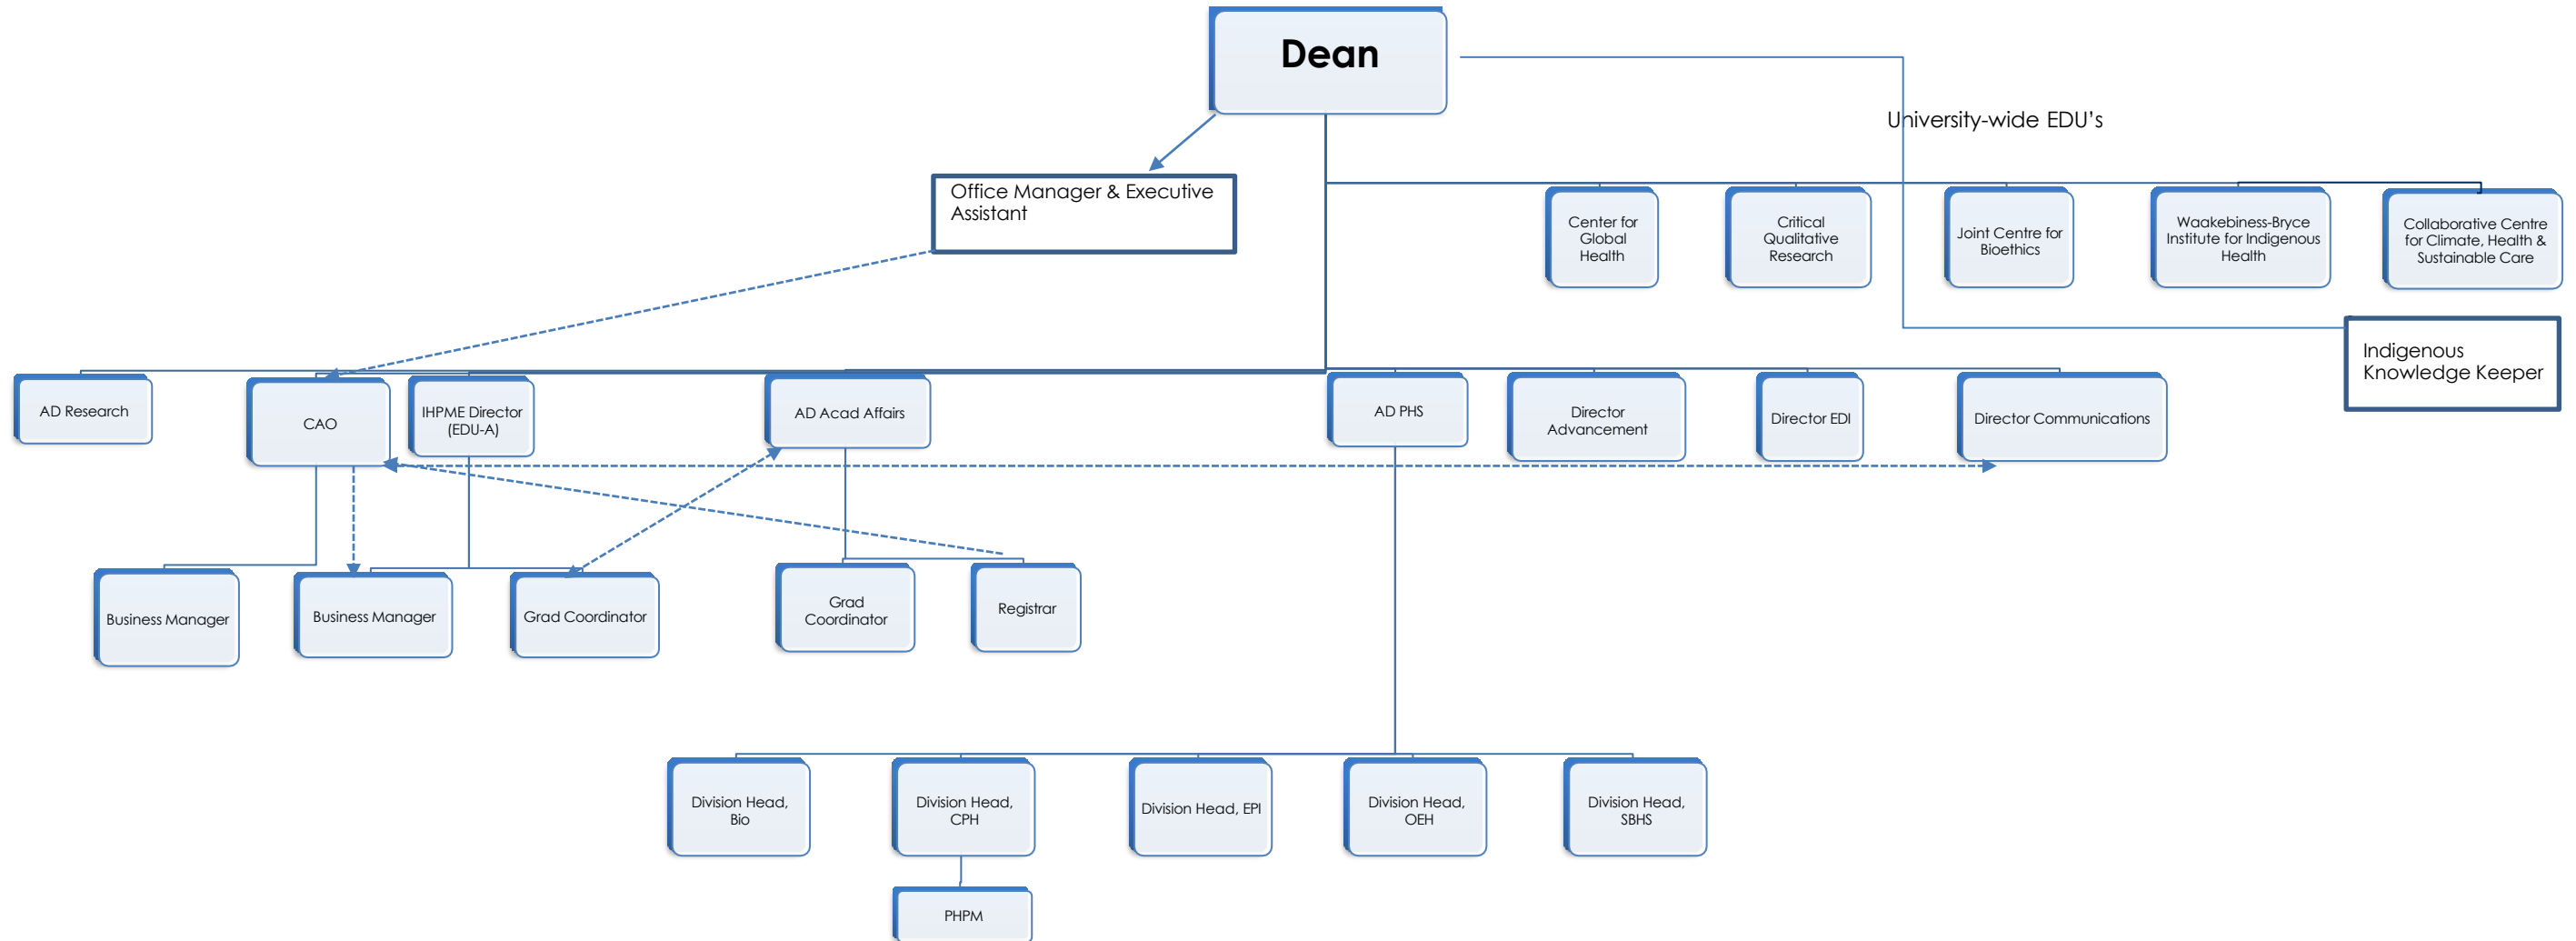 Dean
University-wide EDU's
Office Manager & Executive
Assistant
Center for
Global
Health
Critical
Qualitative
Research
Joint Centre for
Bioethics
Waakebiness-Bryce
Institute for Indigenous
Health
Collaborative Centre
for Climate, Health &
Sustainable Care
Indigenous
Knowledge Keeper
AD Research
CAO
IHPME Director
(EDU-A)
AD Acad Affairs
AD PHS
Director
Advancement
Director EDI
Director Communications
Business Manager
Business Manager
Grad Coordinator
Grad
Coordinator
Registrar
Division Head,
Bio
Division Head,
CPH
Division Head, EPI
Division Head,
OEH
Division Head,
SBHS
PHPM